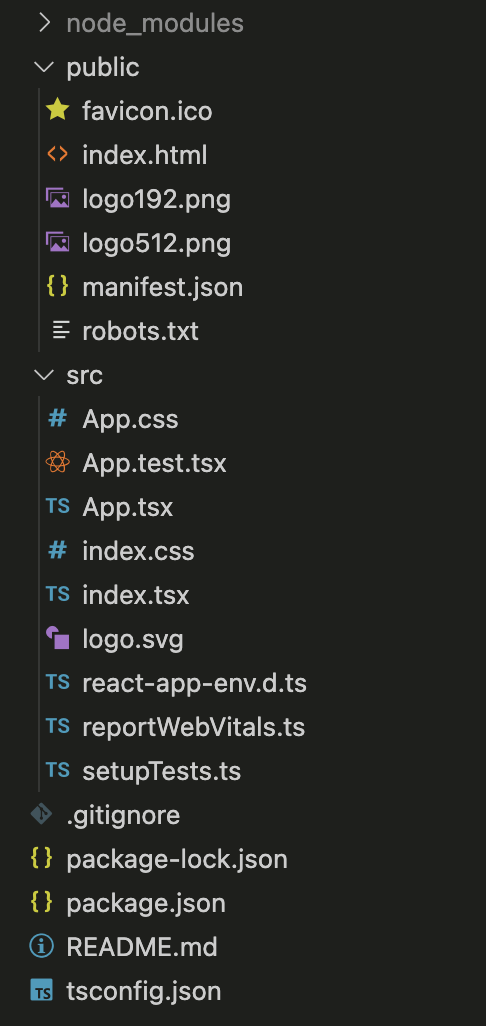 node_modules
public
favicon.ico
index.html
logo192.png
logo512.png
{} manifest.json
robots.txt
src
# App.css
App.test.tsx
TS App.tsx
# index.css
TS index.tsx
logo.svg
TS react-app-env.d.ts
TS reportWebVitals.ts
TS setupTests.ts
.gitignore
{} package-lock.json
{} package.json
README.md
TS tsconfig.json